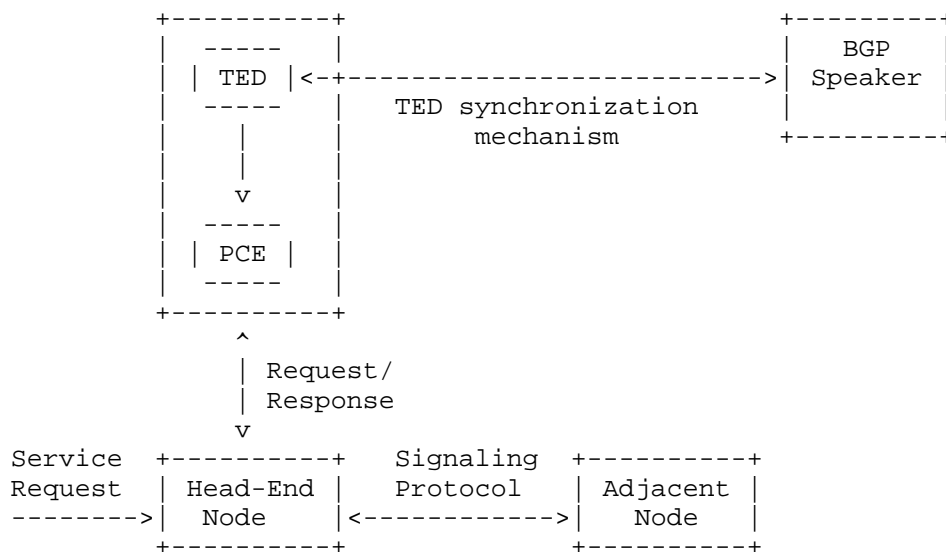 TED
BGP
Speaker
TED synchronization
mechanism
PCE
Request/
Response
Service
Request
Head-End
Node
Signaling
Protocol
Adjacent
Node